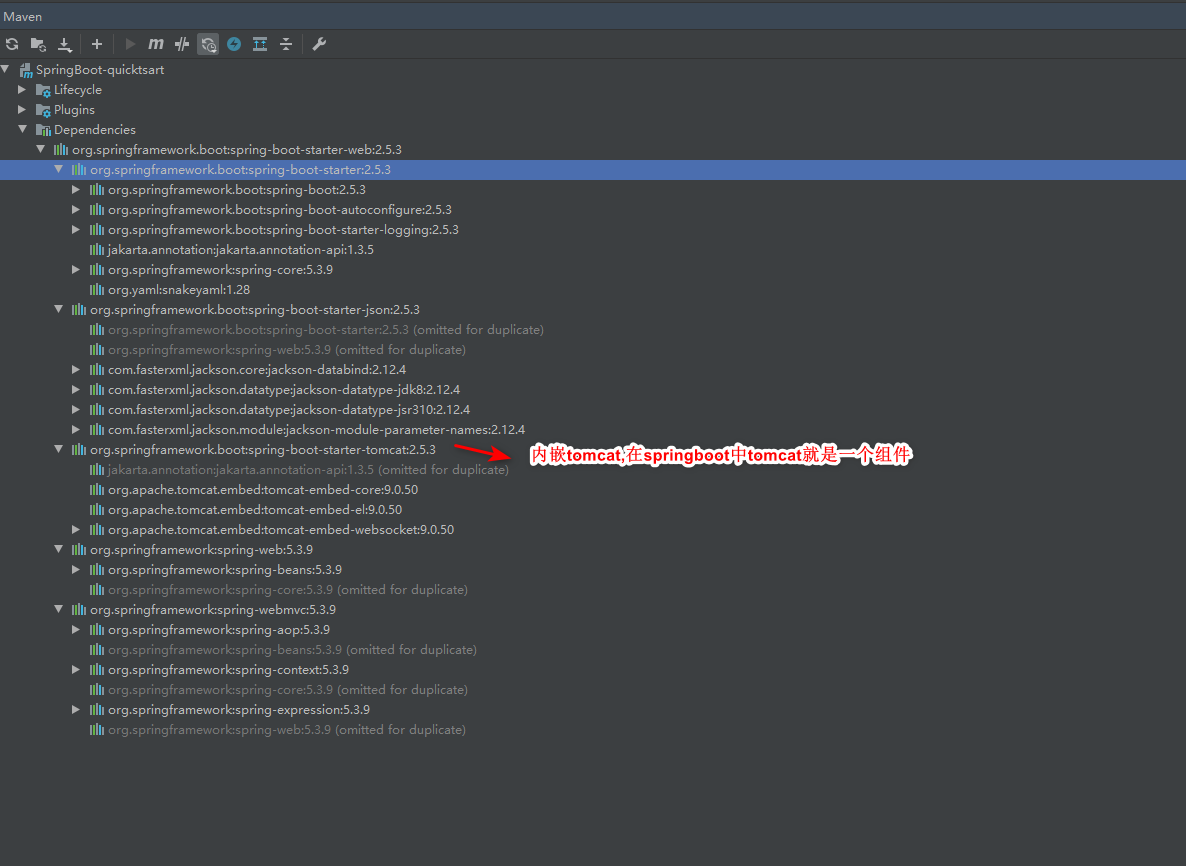 Maven
SpringBoot-quicktsart
Lifecycle
Plugins
Dependencies
org.springframework.boot:spring-boot-starter-web:2.5.3
org.springframework.boot:spring-boot-starter:2.5.3
org.springframework.boot:spring-boot:2.5.3
org.springframework.boot:spring-boot-autoconfigure:2.5.3
org.springframework.boot:spring-boot-starter-logging:2.5.3
jakarta.annotation:jakarta.annotation-api:1.3.5
org.springframework:spring-core:5.3.9
org.yaml:snakeyaml:1.28
org.springframework.boot:spring-boot-starter-json:2.5.3
org.springframework.boot:spring-boot-starter:2.5.3 (omitted for duplicate)
org.springframework:spring-web:5.3.9 (omitted for duplicate)
com.fasterxml.jackson.core:jackson-databind:2.12.4
com.fasterxml.jackson.datatype:jackson-datatype-jdk8:2.12.4
com.fasterxml.jackson.datatype:jackson-datatype-jsr310:2.12.4
com.fasterxml.jackson.module:jackson-module-parameter-names:2.12.4
org.springframework.boot:spring-boot-starter-tomcat:2.5.3
内嵌tomcat,在springboot中tomcat就是一个组件
jakarta.annotation:jakarta.annotation-api:1.3.5 (omitted for duplicate)
org.apache.tomcat.embed:tomcat-embed-core:9.0.50
org.apache.tomcat.embed:tomcat-embed-el:9.0.50
org.apache.tomcat.embed:tomcat-embed-websocket:9.0.50
org.springframework:spring-web:5.3.9
org.springframework:spring-beans:5.3.9
org.springframework:spring-core:5.3.9 (omitted for duplicate)
org.springframework:spring-webmvc:5.3.9
org.springframework:spring-aop:5.3.9
org.springframework:spring-beans:5.3.9 (omitted for duplicate)
org.springframework:spring-context:5.3.9
org.springframework:spring-core:5.3.9 (omitted for duplicate)
org.springframework:spring-expression:5.3.9
org.springframework:spring-web:5.3.9 (omitted for duplicate)